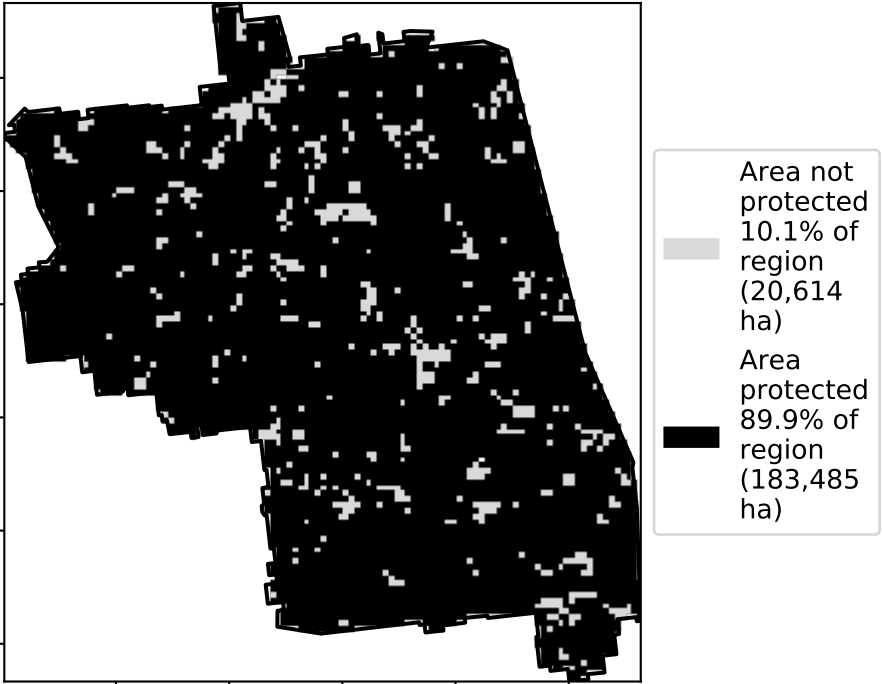 Area not
protected
10.1% of
region
(20,614
ha)
Area
protected
89.9% of
region
(183,485
ha)